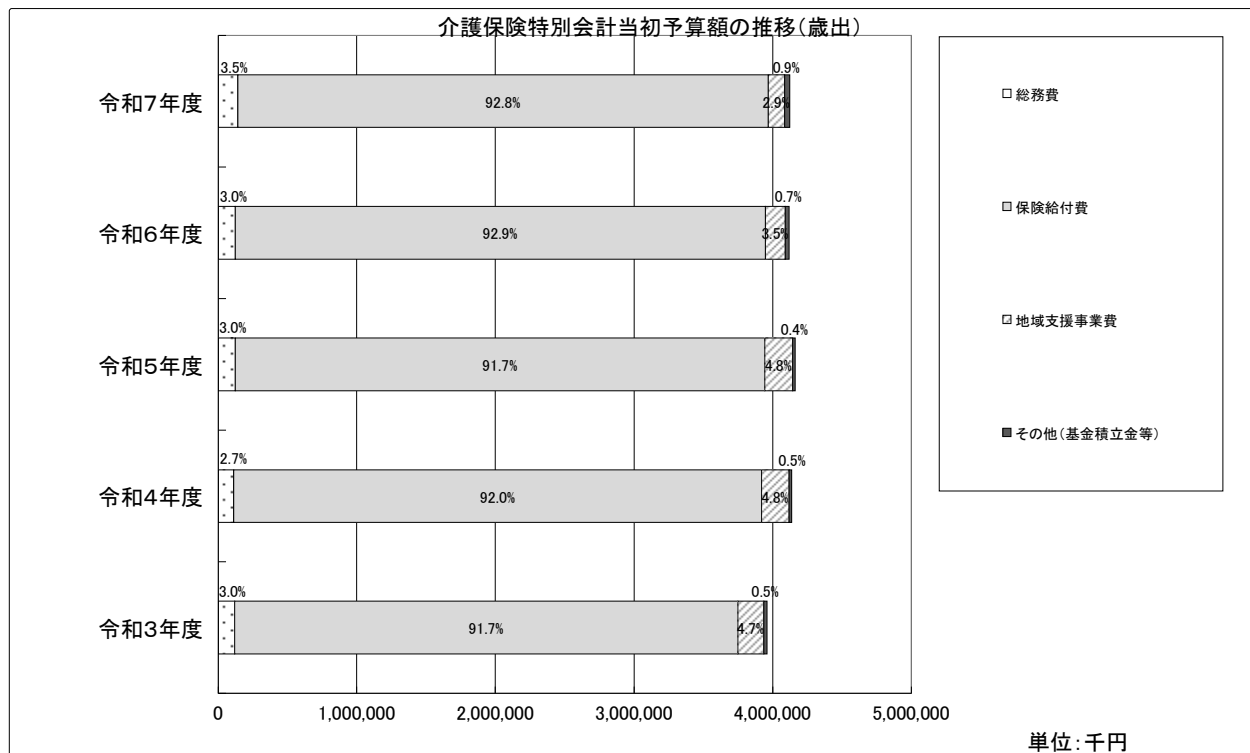 介護保険特別会計当初予算額の推移(歳出)
3.5%
0.9%
令和7年度
92.8%
2.9%
3.0%
0.7%
令和6年度
92.9%
3.5%
3.0%
0.4%
令和5年度
91.7%
4.8%
2.7%
0.5%
令和4年度
92.0%
4.8%
3.0%
0.5%
令和3年度
91.7%
4.7%
0
1,000,000
2,000,000
3,000,000
4,000,000
5,000,000
単位:千円
総務費
保険給付費
地域支援事業費
その他(基金積立金等)